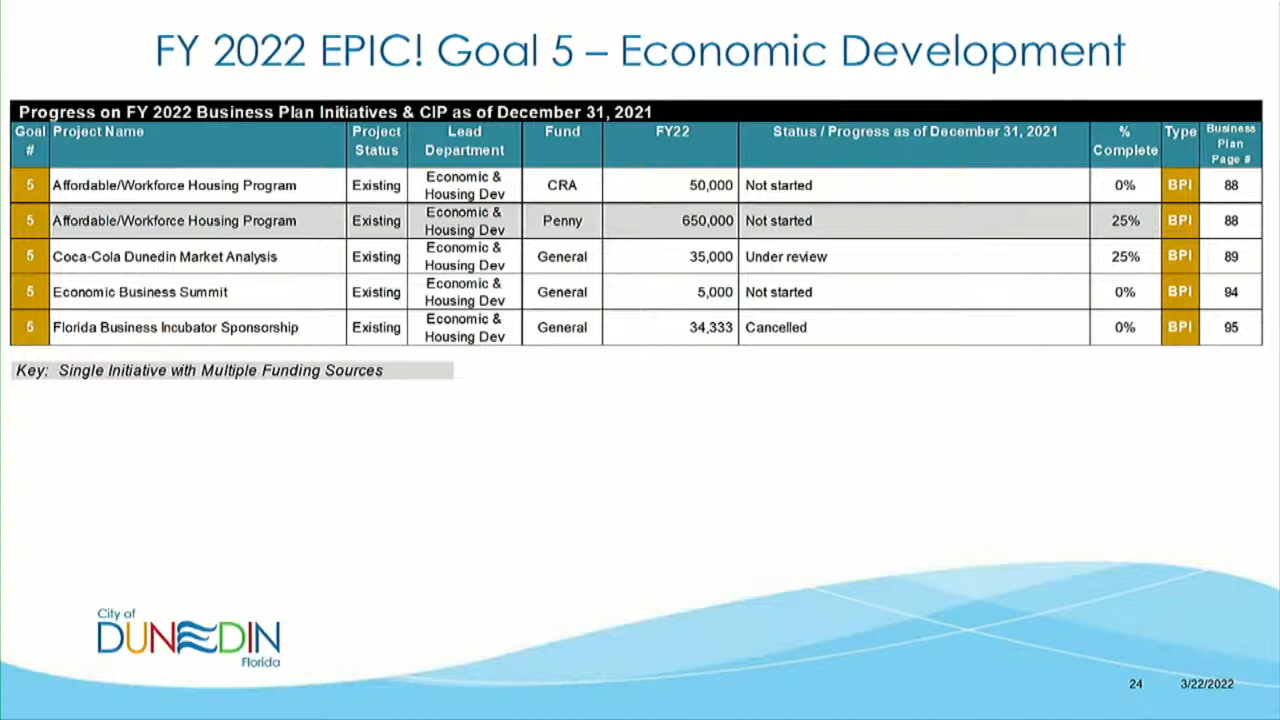 FY 2022 EPIC! Goal 5 – Economic Development
Progress on FY 2022 Business Plan Initiatives & CIP as of December 31, 2021
Goal # Project Name Project Status Lead Department Fund FY22 Status / Progress as of December 31, 2021 % Complete Type Business Plan Page #
5 Affordable/Workforce Housing Program Existing Economic & Housing Dev CRA 50,000 Not started 0% BPI 88
5 Affordable/Workforce Housing Program Existing Economic & Housing Dev Penny 650,000 Not started 25% BPI 88
5 Coca-Cola Dunedin Market Analysis Existing Economic & Housing Dev General 35,000 Under review 25% BPI 89
5 Economic Business Summit Existing Economic & Housing Dev General 5,000 Not started 0% BPI 94
5 Florida Business Incubator Sponsorship Existing Economic & Housing Dev General 34,333 Cancelled 0% BPI 95
Key: Single Initiative with Multiple Funding Sources
City of
DUNEDIN
Florida
24 3/22/2022